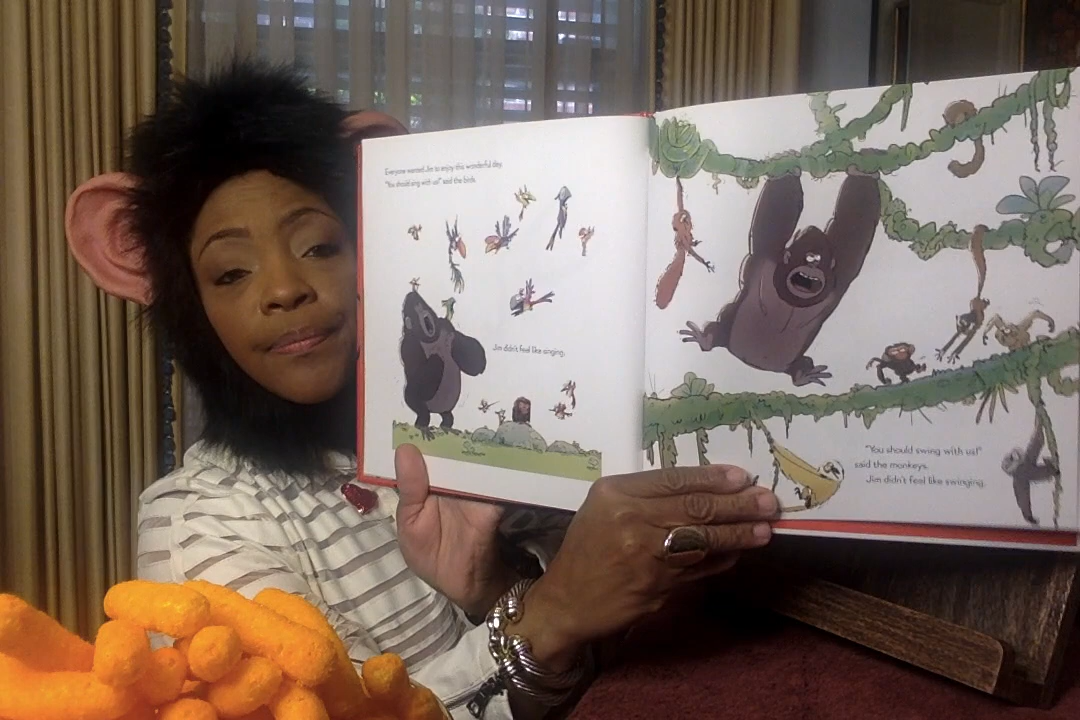 Everyone wanted Jim to enjoy this wonderful day.
"You should sing with us!" said the birds.
Jim didn't feel like singing.
"You should swing with us!"
said the monkeys.
Jim didn't feel like swinging.